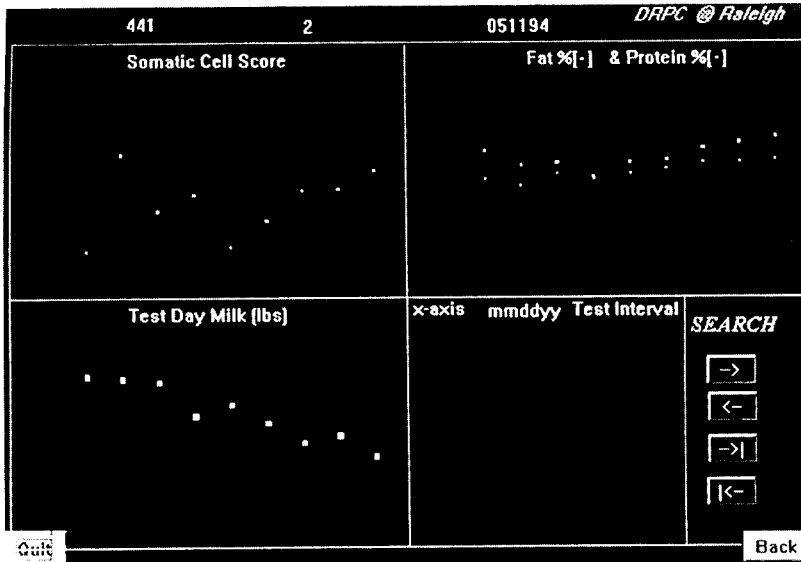 DRPC @ Raleigh
441 2 051194
Somatic Cell Score
Fat %[·] & Protein %[·]
Test Day Milk (lbs)
x-axis mmddyy Test Interval
SEARCH
->
<-
->|
|<-
Quit
Back